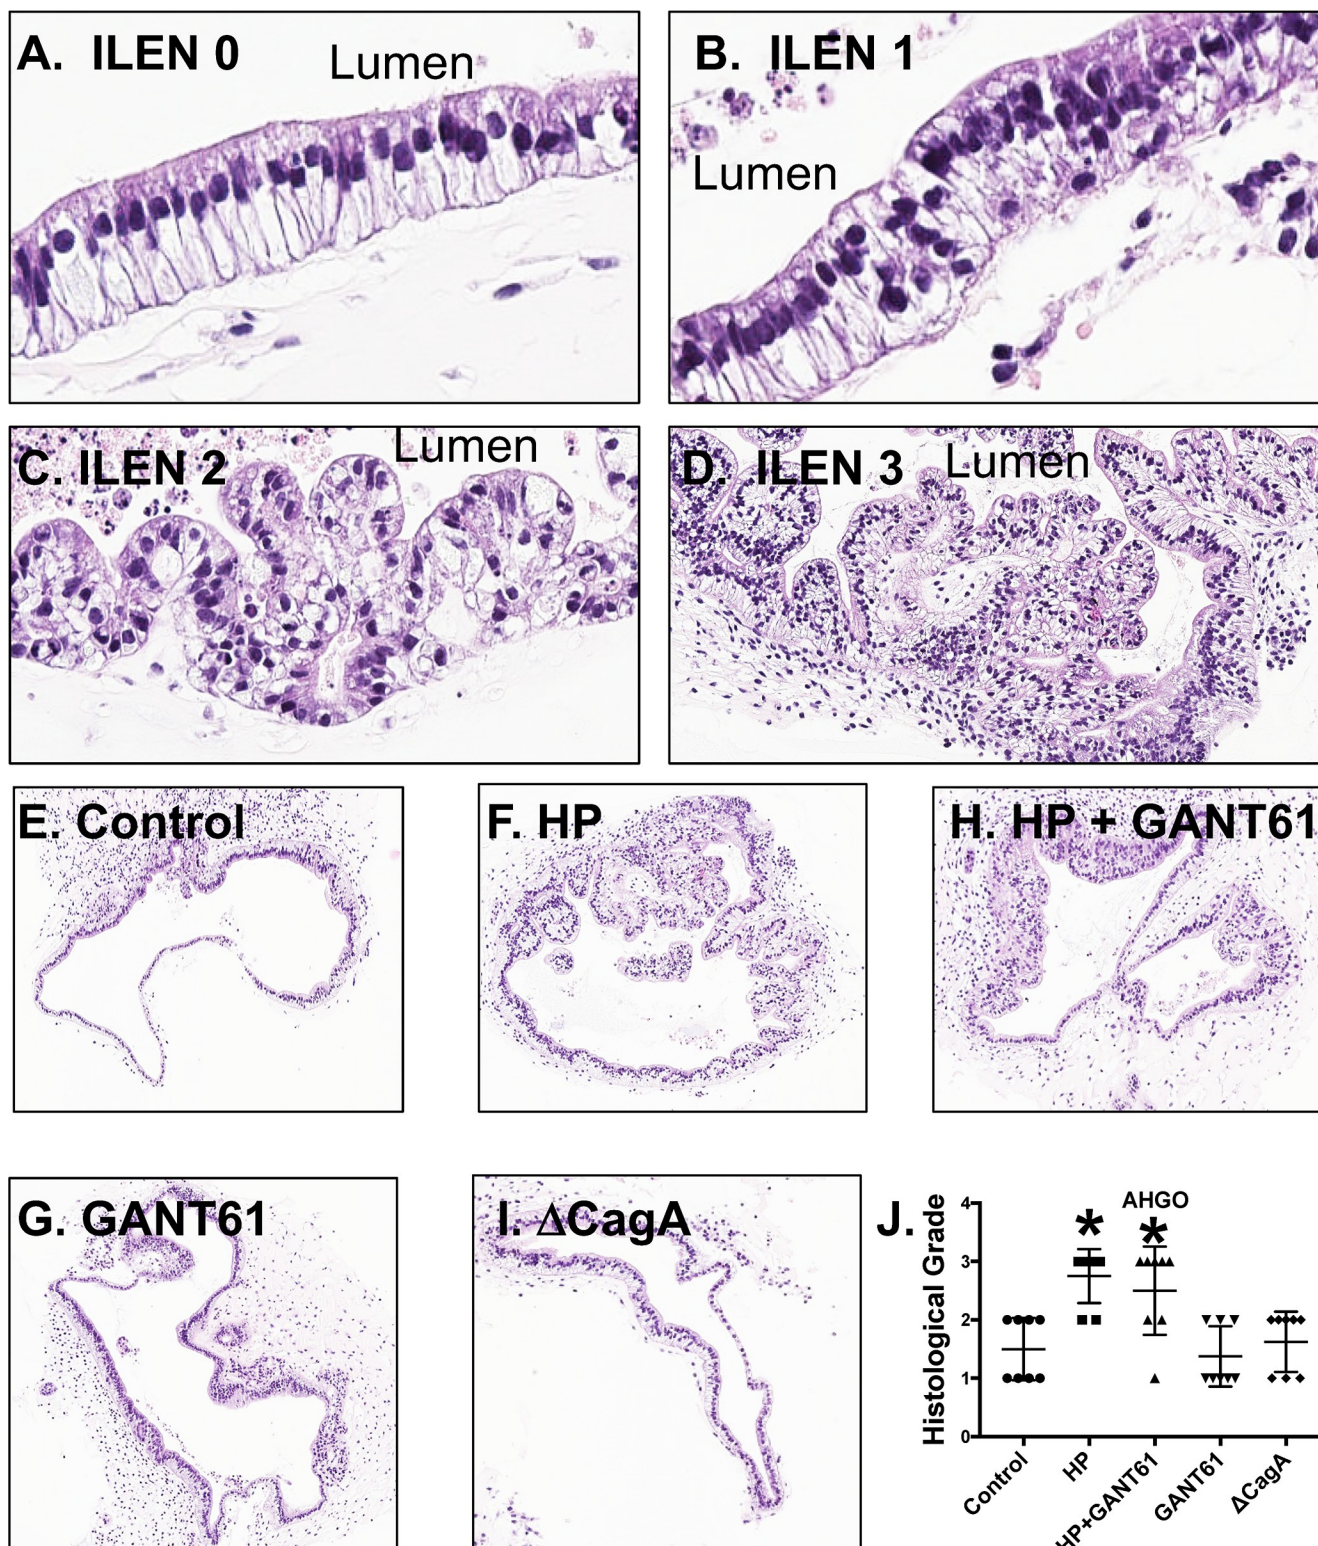 A. ILEN 0
Lumen
B. ILEN 1
Lumen
C. ILEN 2
Lumen
D. ILEN 3
Lumen
E. Control
F. HP
H. HP + GANT61
G. GANT61
I. ΔCagA
J.
AHGO
* *
Histological Grade
4
3
2
1
0
Control
HP
HP+GANT61
GANT61
ΔCagA